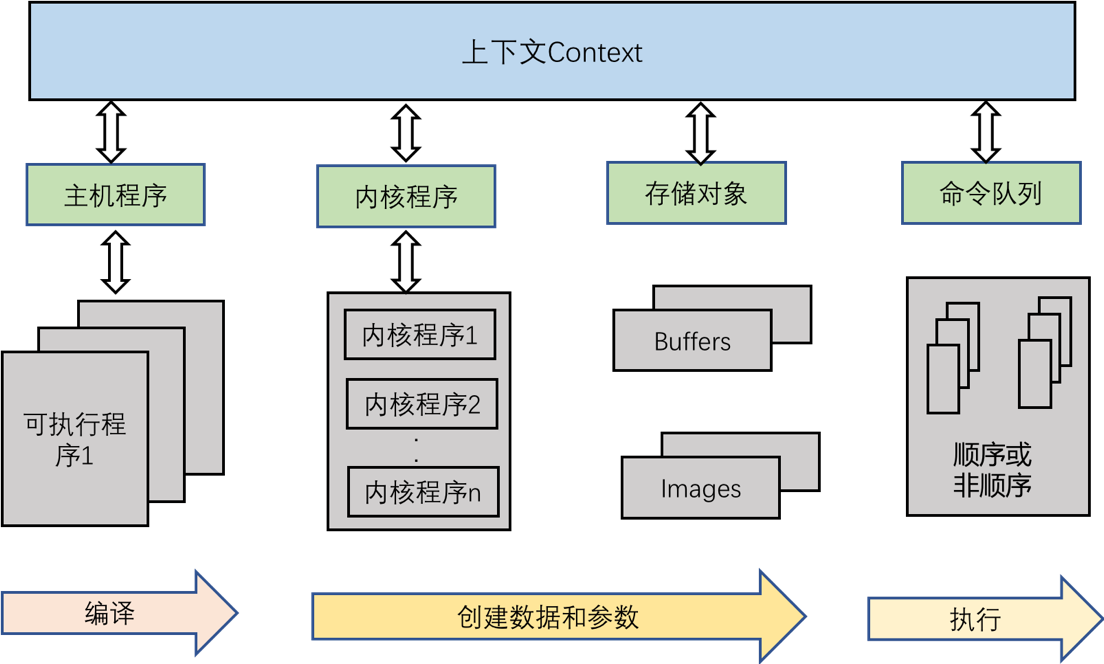 上下文Context
主机程序
内核程序
存储对象
命令队列
可执行程
序1
内核程序1
内核程序2
内核程序n
Buffers
Images
顺序或
非顺序
编译
创建数据和参数
执行